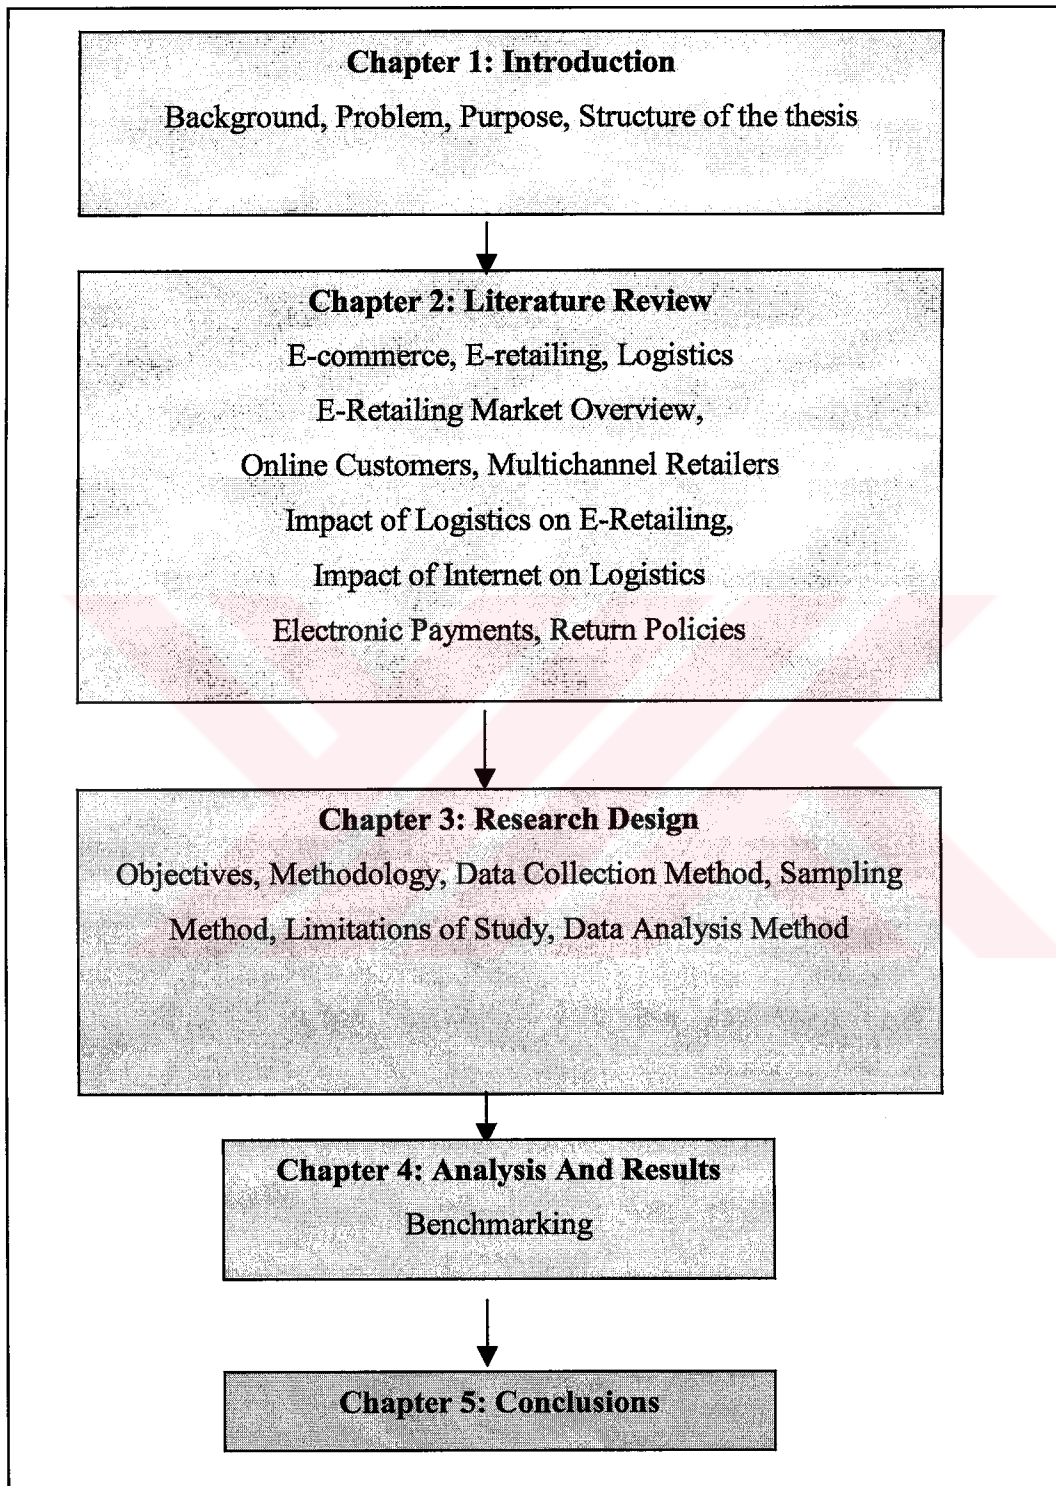 Chapter 1: Introduction
Background, Problem, Purpose, Structure of the thesis
Chapter 2: Literature Review
E-commerce, E-retailing, Logistics
E-Retailing Market Overview,
Online Customers, Multichannel Retailers
Impact of Logistics on E-Retailing,
Impact of Internet on Logistics
Electronic Payments, Return Policies
Chapter 3: Research Design
Objectives, Methodology, Data Collection Method, Sampling
Method, Limitations of Study, Data Analysis Method
Chapter 4: Analysis And Results
Benchmarking
Chapter 5: Conclusions